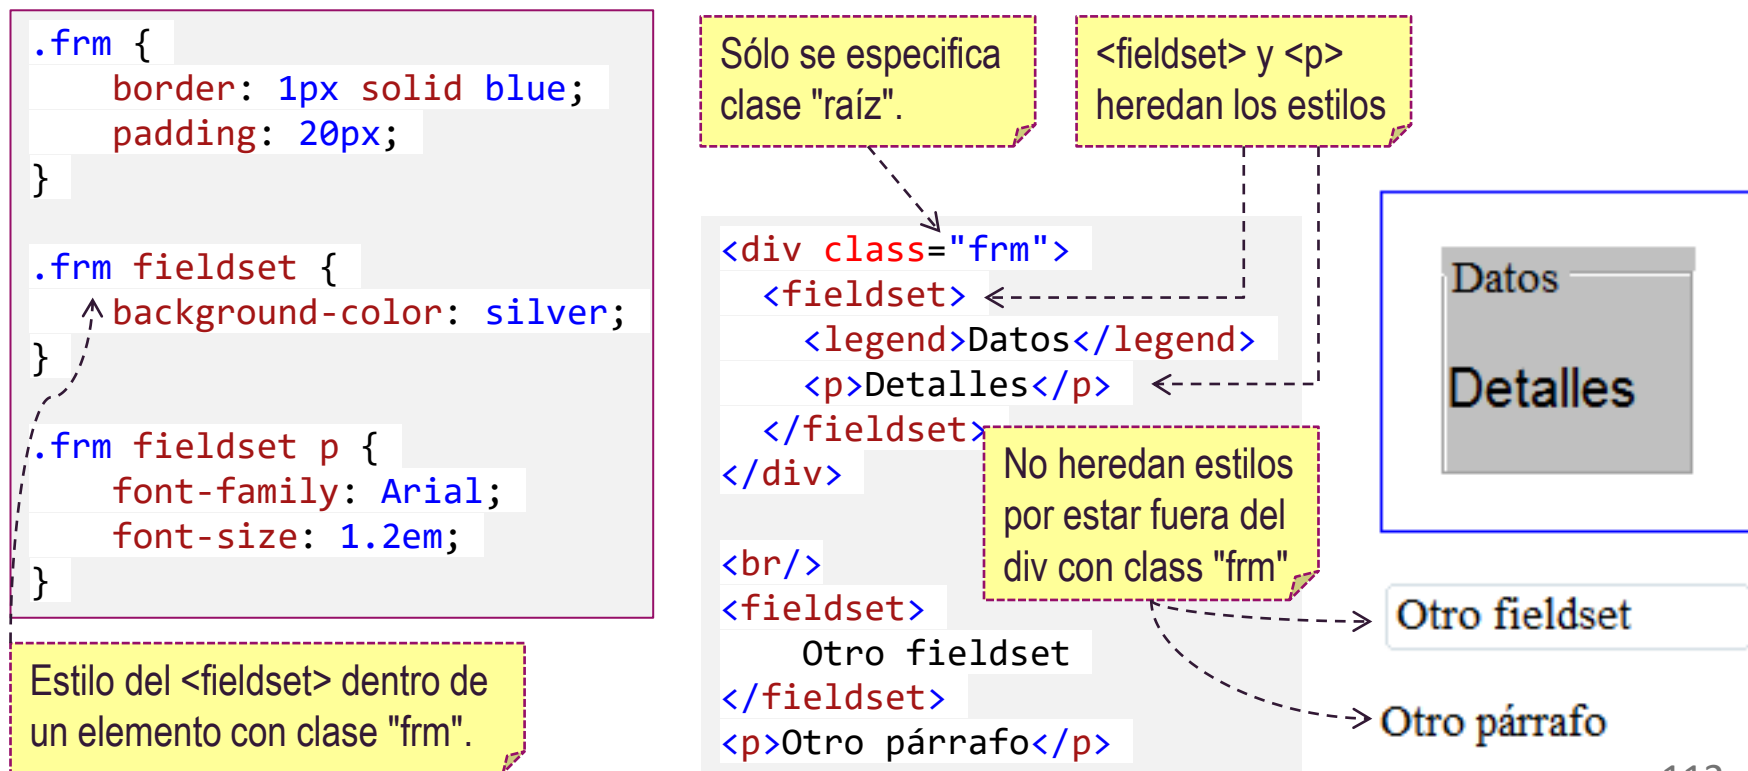 .frm {
    border: 1px solid blue;
    padding: 20px;
}
.frm fieldset {
    background-color: silver;
}
.frm fieldset p {
    font-family: Arial;
    font-size: 1.2em;
}
Estilo del <fieldset> dentro de
un elemento con clase "frm".
Sólo se especifica
clase "raíz".
<fieldset> y <p>
heredan los estilos
<div class="frm">
  <fieldset>
    <legend>Datos</legend>
    <p>Detalles</p>
  </fieldset>
</div>
No heredan estilos
por estar fuera del
div con class "frm"
<br/>
<fieldset>
    Otro fieldset
</fieldset>
<p>Otro párrafo</p>
Datos
Detalles
Otro fieldset
Otro párrafo